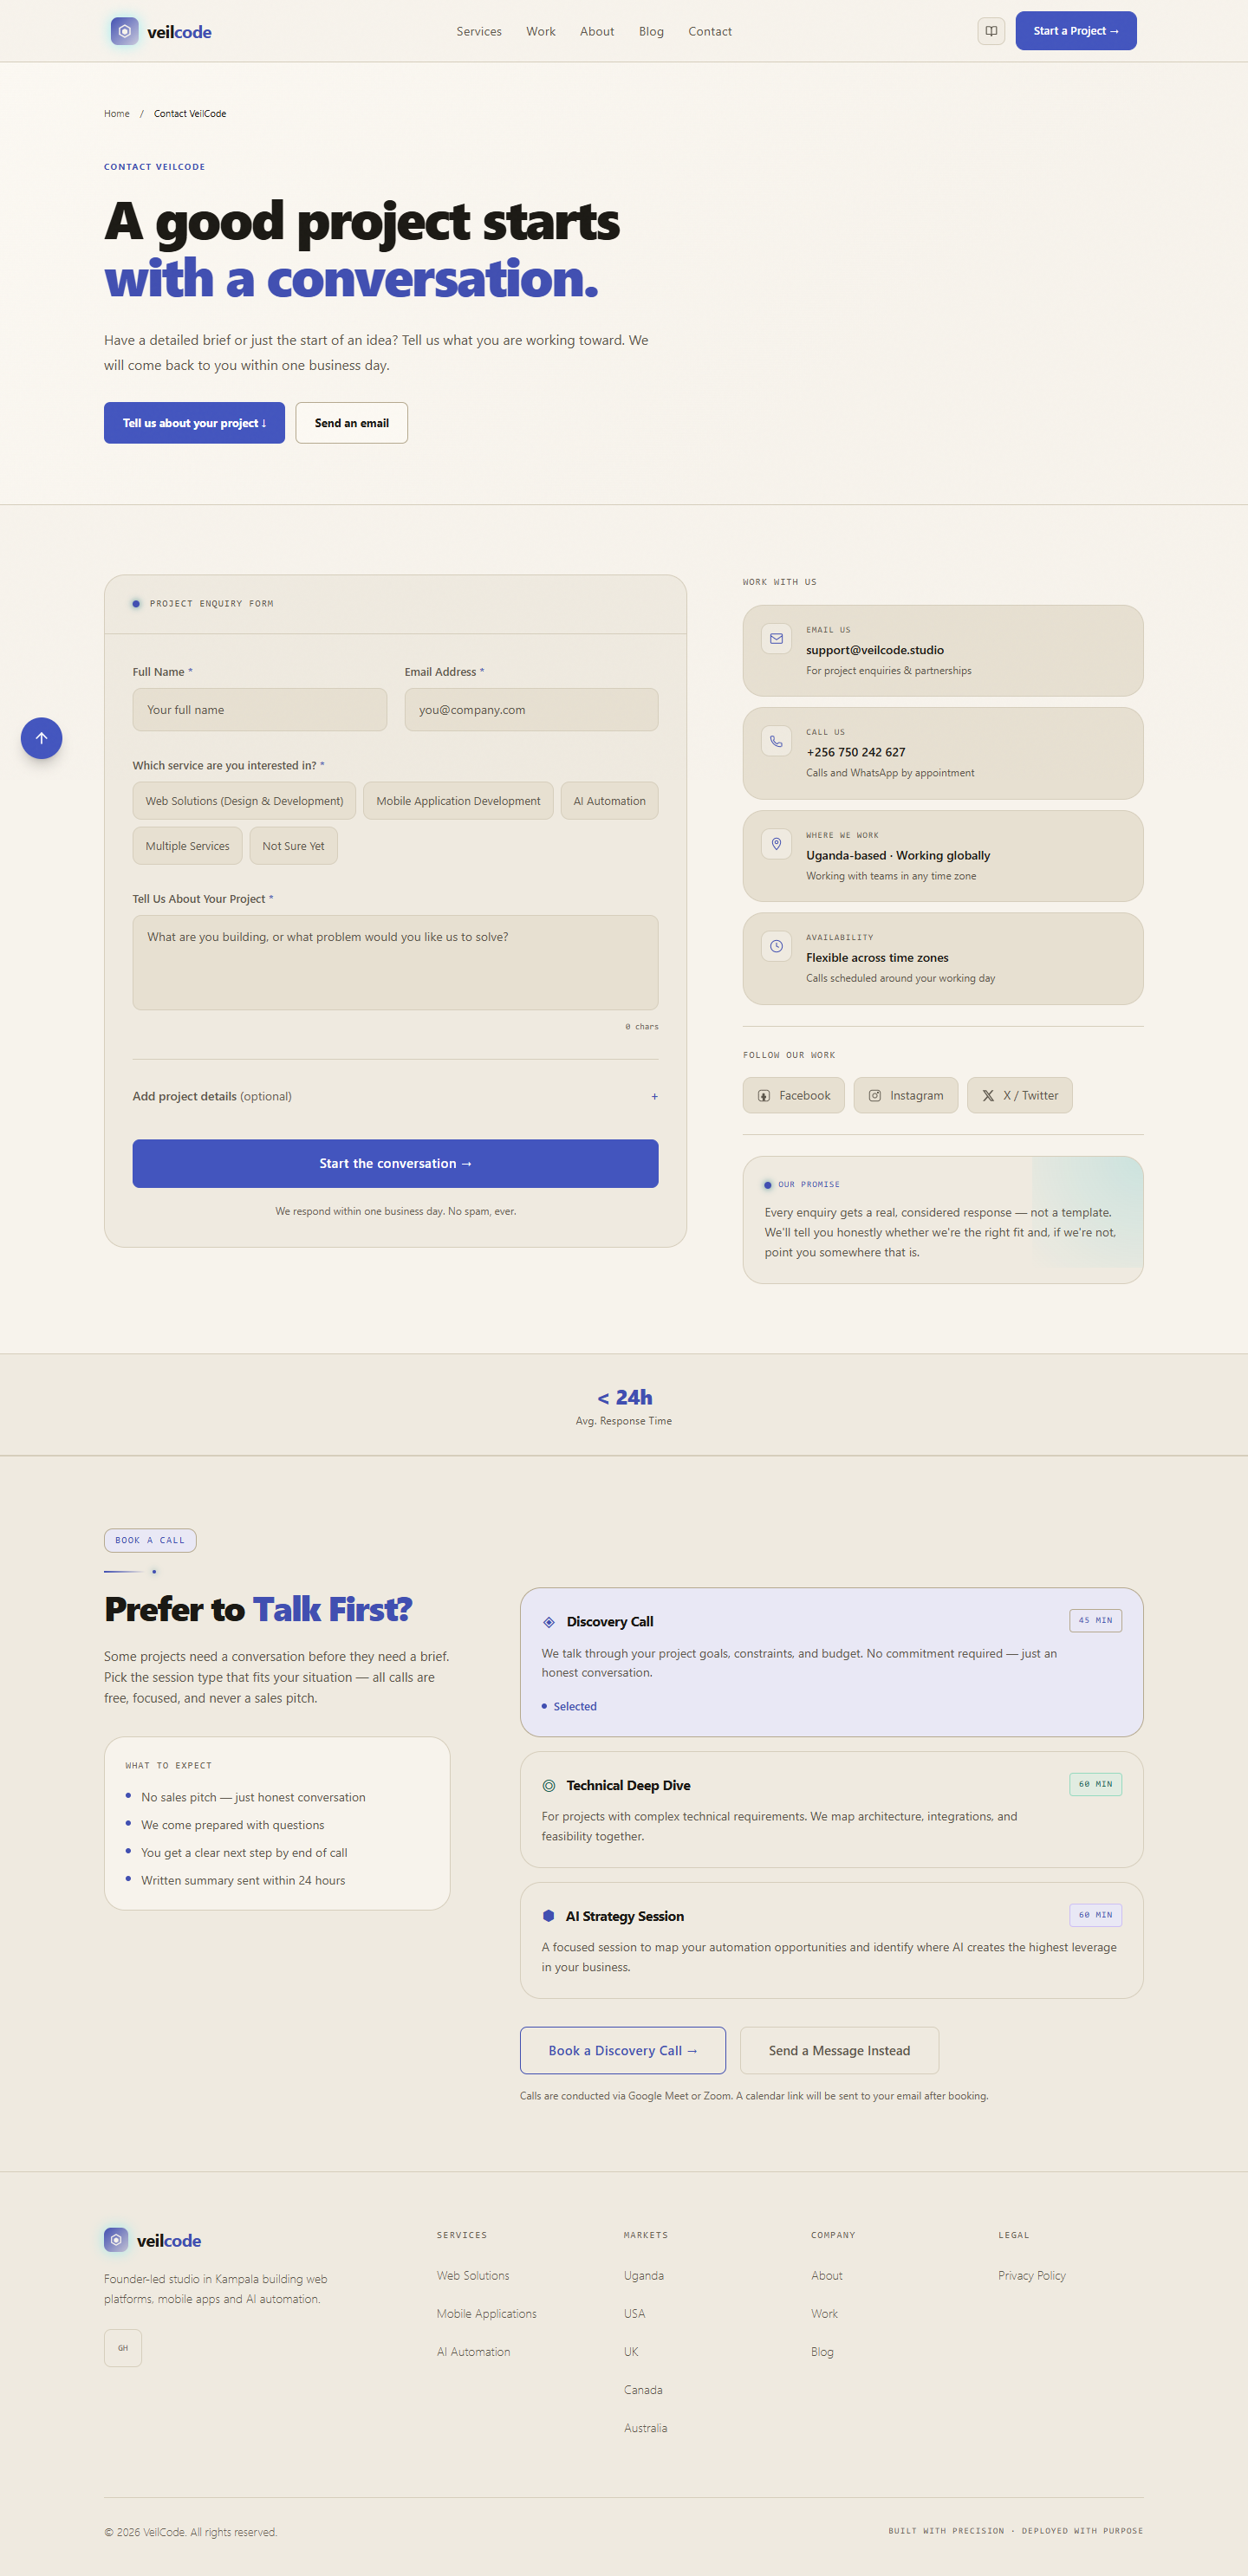 veilcode
Services
Work
About
Blog
Contact
Start a Project →
Home / Contact VeilCode
CONTACT VEILCODE
A good project starts
with a conversation.
Have a detailed brief or just the start of an idea? Tell us what you are working toward. We
will come back to you within one business day.
Tell us about your project ↓
Send an email
PROJECT ENQUIRY FORM
Full Name *
Email Address *
Your full name
you@company.com
Which service are you interested in? *
Web Solutions (Design & Development)
Mobile Application Development
AI Automation
Multiple Services
Not Sure Yet
Tell Us About Your Project *
What are you building, or what problem would you like us to solve?
0 chars
Add project details (optional)
+
Start the conversation →
We respond within one business day. No spam, ever.
WORK WITH US
EMAIL US
support@veilcode.studio
For project enquiries & partnerships
CALL US
+256 750 242 627
Calls and WhatsApp by appointment
WHERE WE WORK
Uganda-based · Working globally
Working with teams in any time zone
AVAILABILITY
Flexible across time zones
Calls scheduled around your working day
FOLLOW OUR WORK
Facebook
Instagram
X / Twitter
OUR PROMISE
Every enquiry gets a real, considered response — not a template.
We'll tell you honestly whether we're the right fit and, if we're not,
point you somewhere that is.
< 24h
Avg. Response Time
BOOK A CALL
Prefer to Talk First?
Some projects need a conversation before they need a brief.
Pick the session type that fits your situation — all calls are
free, focused, and never a sales pitch.
WHAT TO EXPECT
No sales pitch — just honest conversation
We come prepared with questions
You get a clear next step by end of call
Written summary sent within 24 hours
Discovery Call
45 MIN
We talk through your project goals, constraints, and budget. No commitment required — just an
honest conversation.
Selected
Technical Deep Dive
60 MIN
For projects with complex technical requirements. We map architecture, integrations, and
feasibility together.
AI Strategy Session
60 MIN
A focused session to map your automation opportunities and identify where AI creates the highest leverage
in your business.
Book a Discovery Call →
Send a Message Instead
Calls are conducted via Google Meet or Zoom. A calendar link will be sent to your email after booking.
veilcode
Founder-led studio in Kampala building web
platforms, mobile apps and AI automation.
GH
SERVICES
Web Solutions
Mobile Applications
AI Automation
MARKETS
Uganda
USA
UK
Canada
Australia
COMPANY
About
Work
Blog
LEGAL
Privacy Policy
© 2026 VeilCode. All rights reserved.
BUILT WITH PRECISION · DEPLOYED WITH PURPOSE